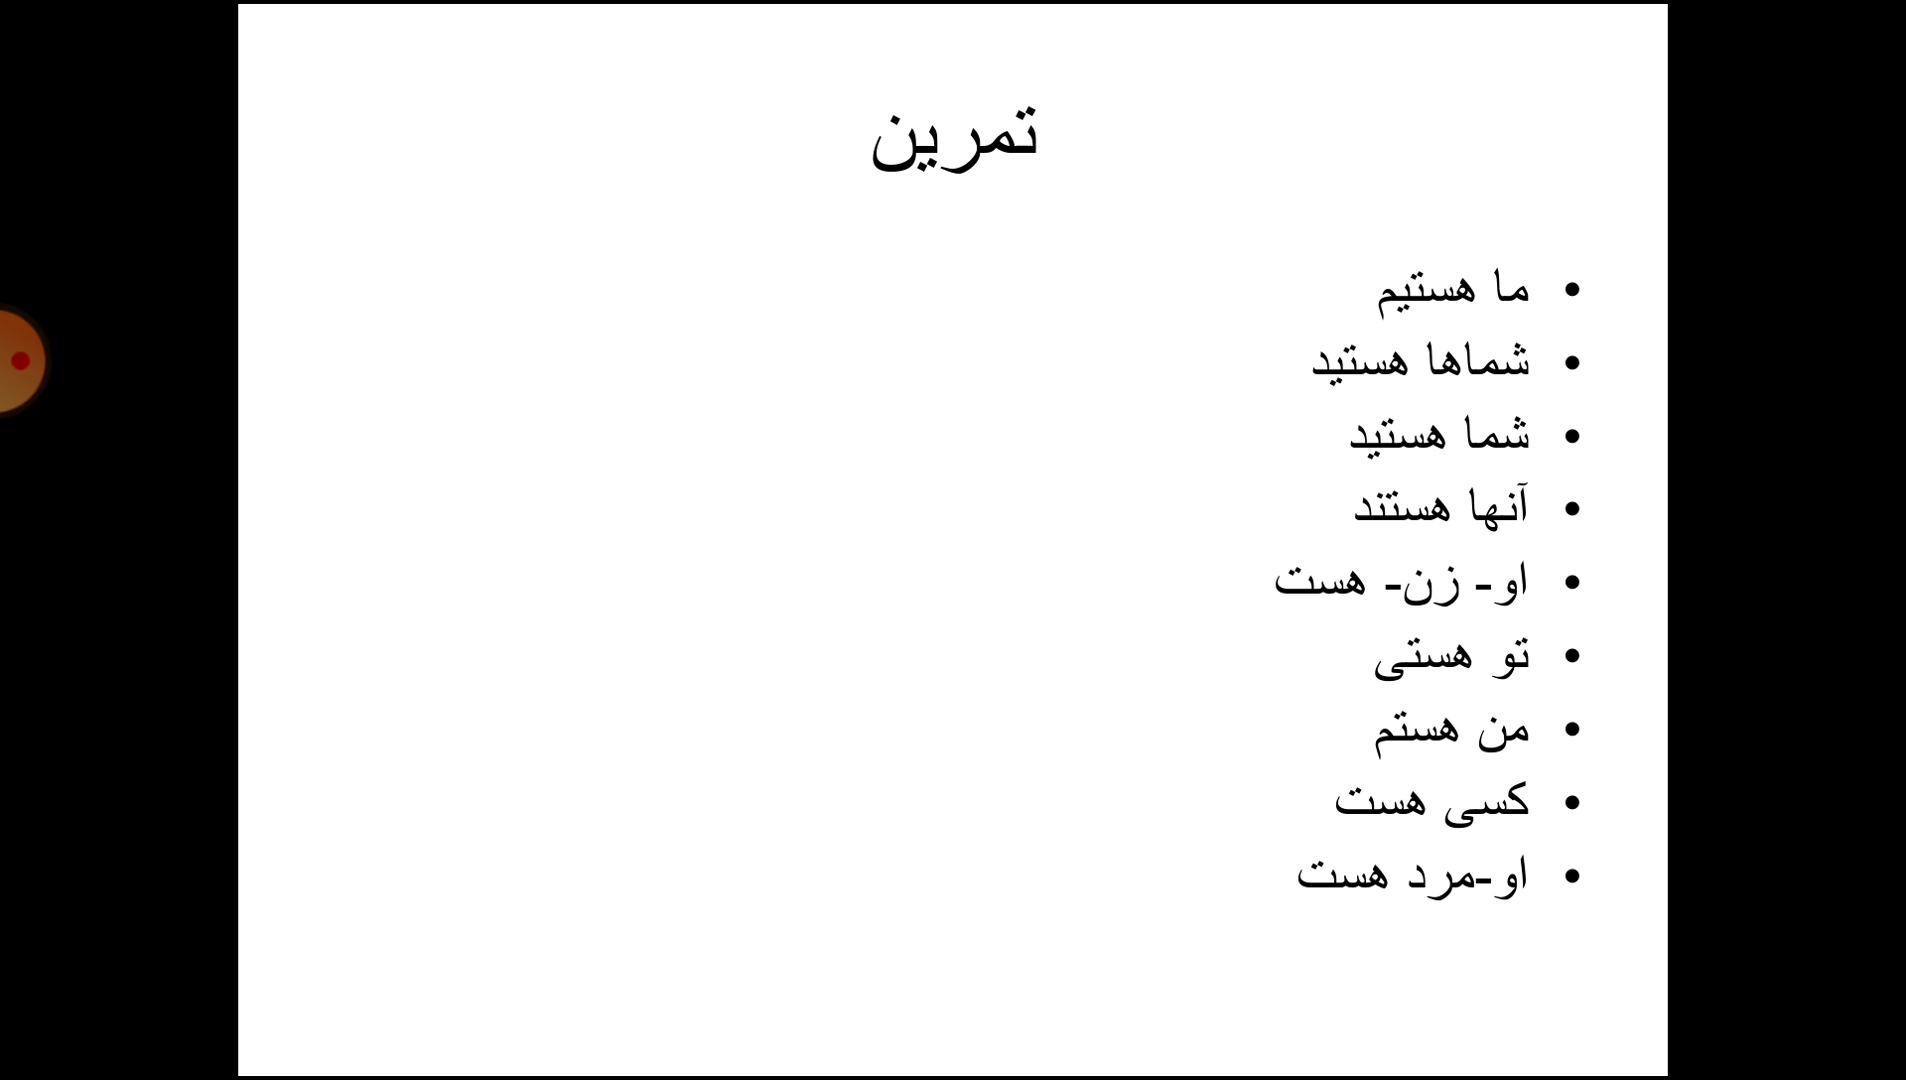 تمرین
• ما هستیم
• شماها هستید
• شما هستید
• آنها هستند
• او- زن- هست
• تو هستی
• من هستم
• کسی هست
• او-مرد هست